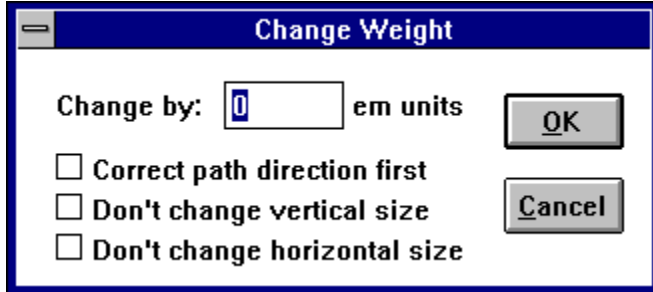 Change Weight
Change by: 0 em units
OK
Correct path direction first
Don't change vertical size
Cancel
Don't change horizontal size